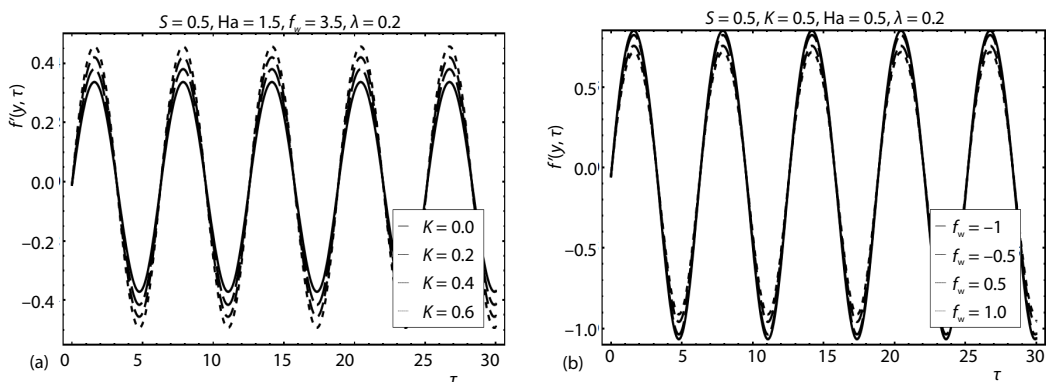 S = 0.5, Ha = 1.5, f_w = 3.5, λ = 0.2
f′(y, τ)
0.4
0.2
0.0
−0.2
−0.4
K = 0.0
K = 0.2
K = 0.4
K = 0.6
0 5 10 15 20 25 30
(a)
τ
S = 0.5, K = 0.5, Ha = 0.5, λ = 0.2
f′(y, τ)
0.5
0.0
−0.5
−1.0
f_w = −1
f_w = −0.5
f_w = 0.5
f_w = 1.0
0 5 10 15 20 25 30
(b)
τ